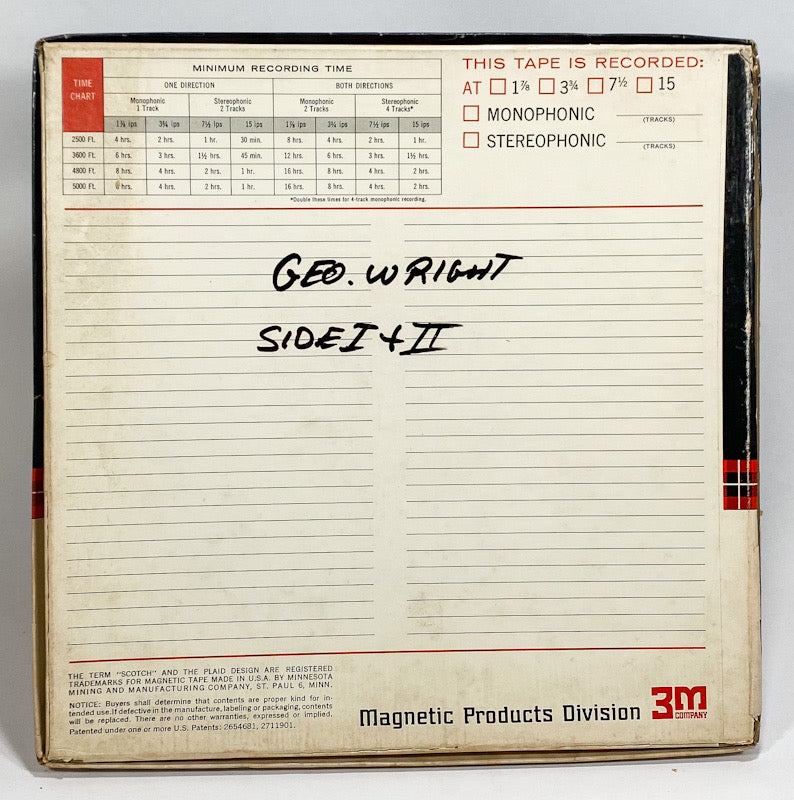 TIME CHART
MINIMUM RECORDING TIME
ONE DIRECTION BOTH DIRECTIONS
Monophonic 1 Track Stereophonic 2 Tracks Monophonic 2 Tracks Stereophonic 4 Tracks*
1⅞ ips 3¾ ips 7½ ips 15 ips 1⅞ ips 3¾ ips 7½ ips 15 ips
2500 Ft. 4 hrs. 2 hrs. 1 hr. 30 min. 8 hrs. 4 hrs. 2 hrs. 1 hr.
3600 Ft. 6 hrs. 3 hrs. 1½ hrs. 45 min. 12 hrs. 6 hrs. 3 hrs. 1½ hrs.
4800 Ft. 8 hrs. 4 hrs. 2 hrs. 1 hr. 16 hrs. 8 hrs. 4 hrs. 2 hrs.
5000 Ft. hrs. 4 hrs. 2 hrs. 1 hr. 16 hrs. 8 hrs. 4 hrs. 2 hrs.
*Double these times for 4-track monophonic recording.
THIS TAPE IS RECORDED:
AT 1⅞ 3¾ 7½ 15
MONOPHONIC
(TRACKS)
STEREOPHONIC
(TRACKS)
GEO. WRIGHT
SIDE I + II
THE TERM "SCOTCH" AND THE PLAID DESIGN ARE REGISTERED
TRADEMARKS FOR MAGNETIC TAPE MADE IN U.S.A. BY MINNESOTA
MINING AND MANUFACTURING COMPANY, ST. PAUL 6, MINN.
NOTICE: Buyers shall determine that contents are proper kind for in-
tended use. If defective in the manufacture, labeling or packaging, contents
will be replaced. There are no other warranties, expressed or implied.
Patented under one or more U.S. Patents: 2654681, 2711901.
Magnetic Products Division 3M
COMPANY